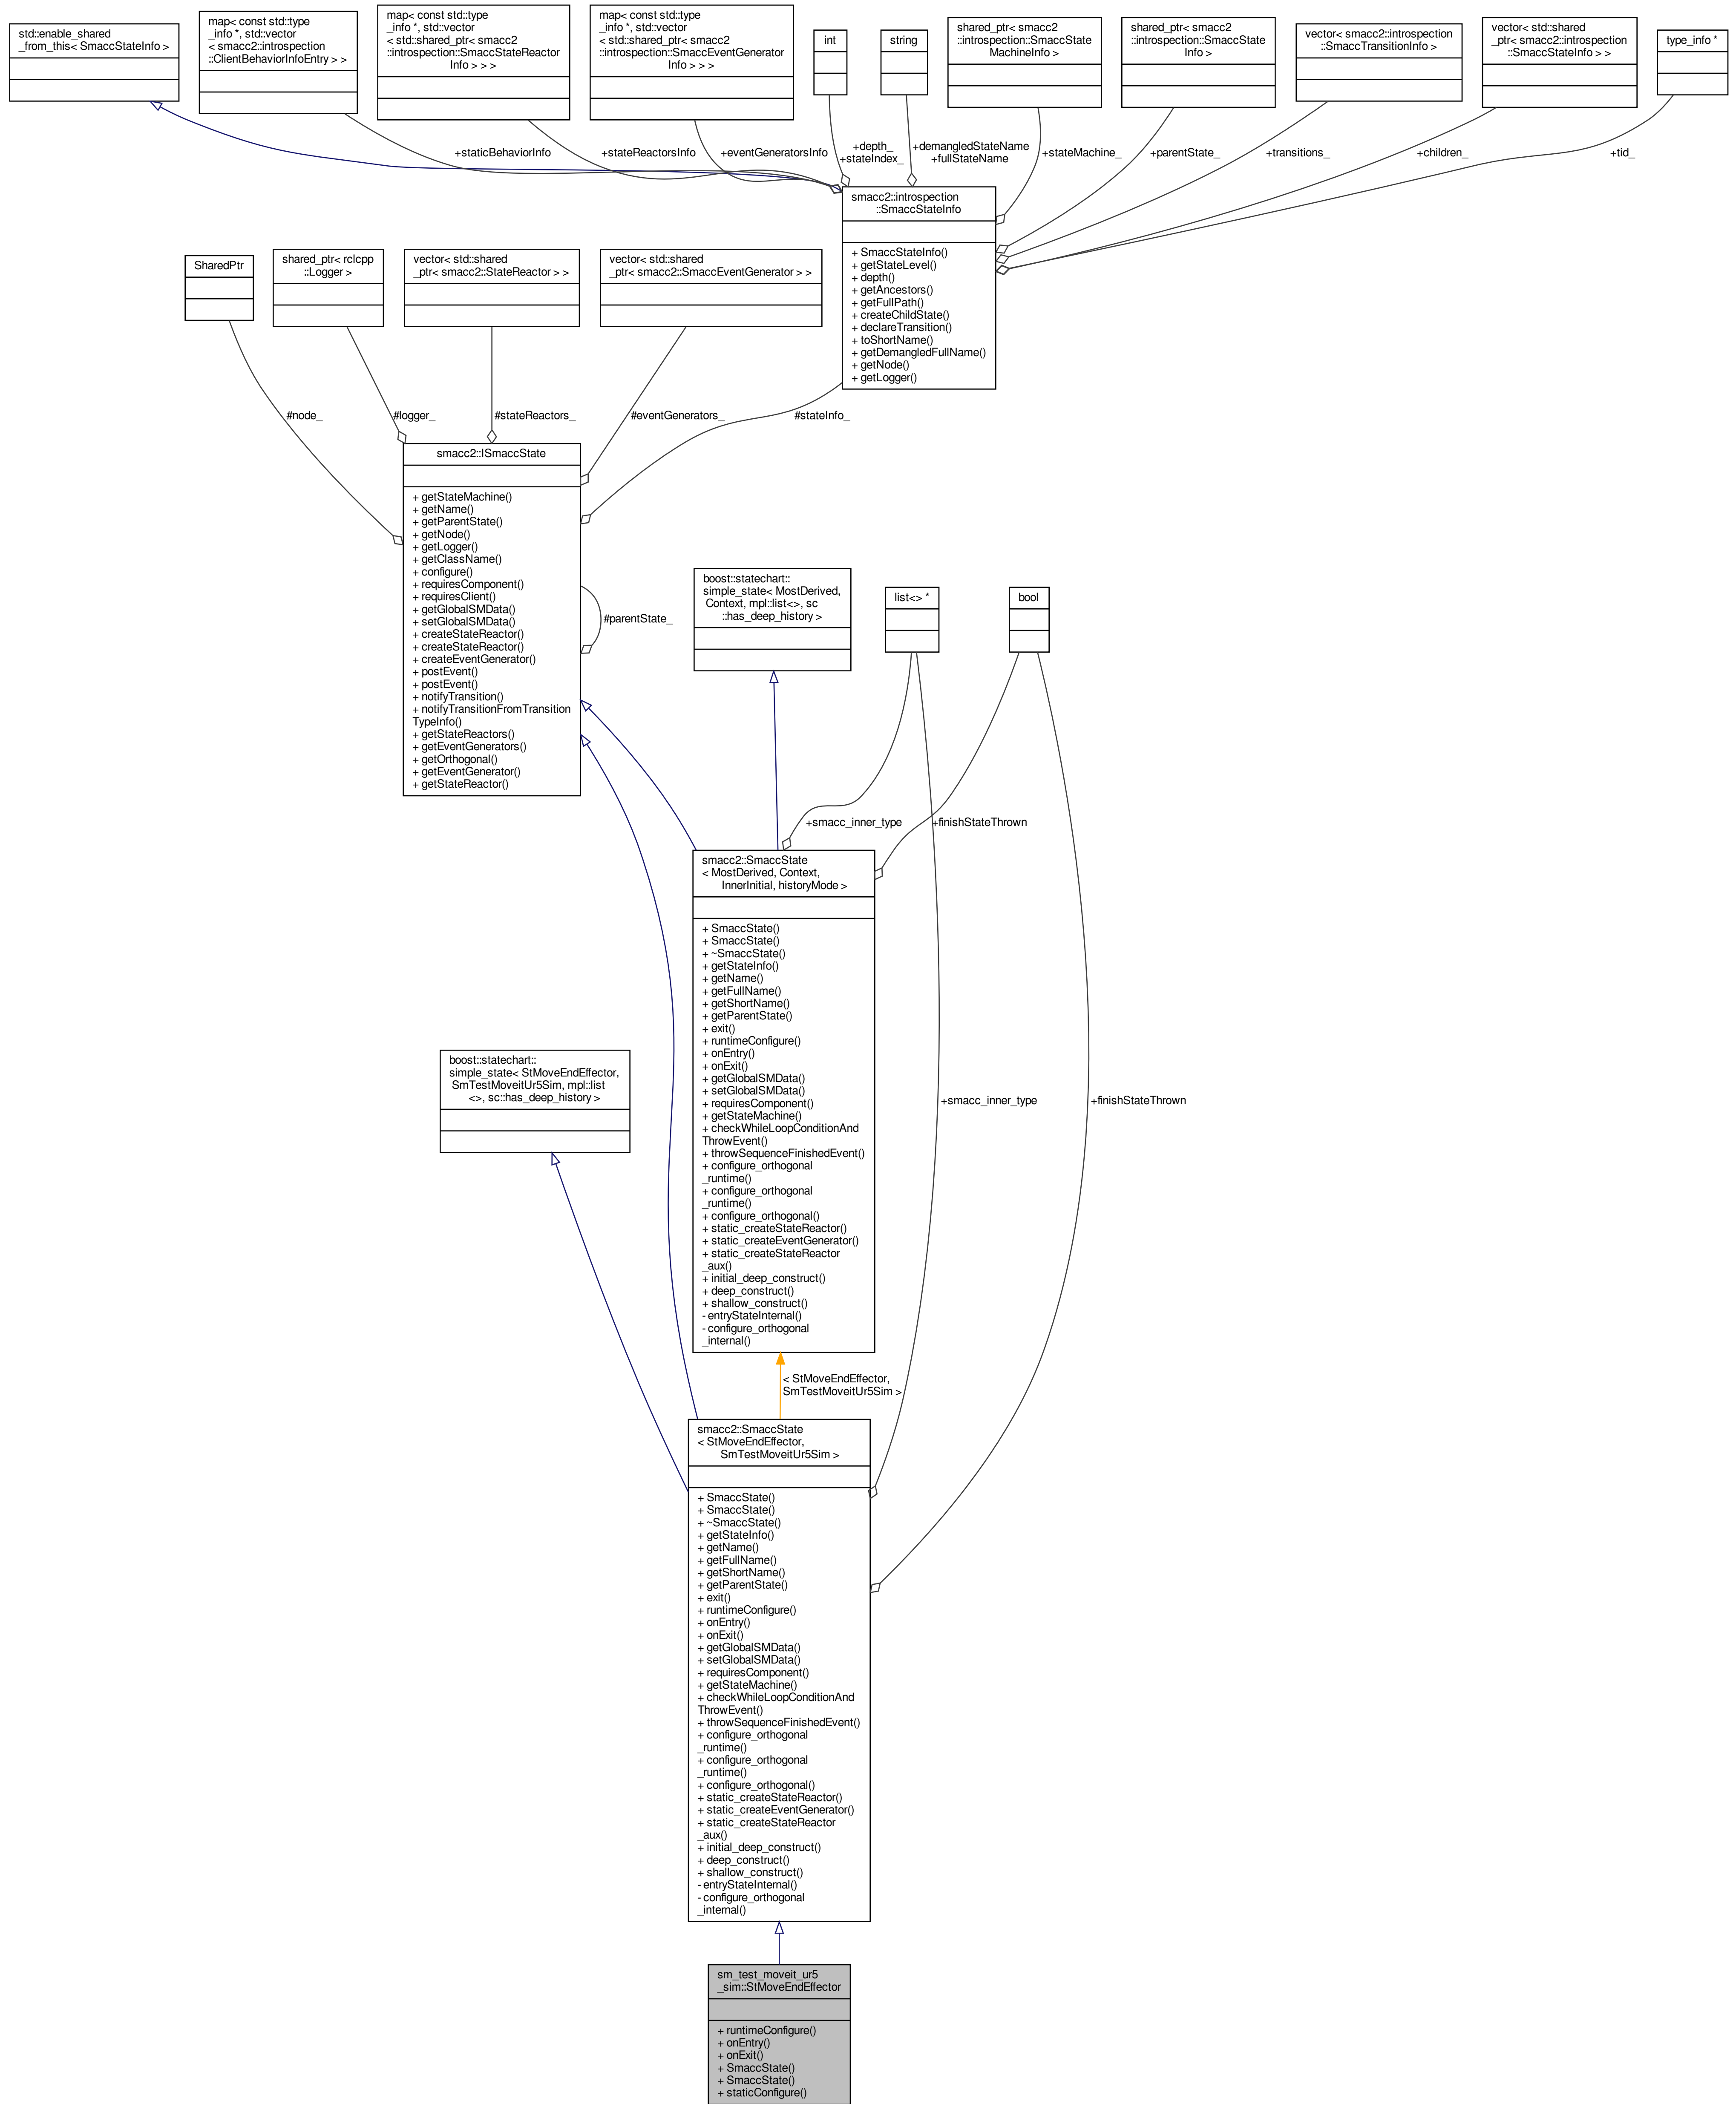 std::enable_shared
_from_this< SmaccStateInfo >
map< const std::type
_info *, std::vector
< smacc2::introspection
::ClientBehaviorInfoEntry > >
map< const std::type
_info *, std::vector
< std::shared_ptr< smacc2
::introspection::SmaccStateReactor
Info > > >
map< const std::type
_info *, std::vector
< std::shared_ptr< smacc2
::introspection::SmaccEventGenerator
Info > > >
int
string
shared_ptr< smacc2
::introspection::SmaccState
MachineInfo >
shared_ptr< smacc2
::introspection::SmaccState
Info >
vector< smacc2::introspection
::SmaccTransitionInfo >
vector< std::shared
_ptr< smacc2::introspection
::SmaccStateInfo > >
type_info *
+staticBehaviorInfo
+stateReactorsInfo
+eventGeneratorsInfo
+depth_
+stateIndex_
+demangledStateName
+fullStateName
+stateMachine_
+parentState_
+transitions_
+children_
+tid_
smacc2::introspection
::SmaccStateInfo
+ SmaccStateInfo()
+ getStateLevel()
+ depth()
+ getAncestors()
+ getFullPath()
+ createChildState()
+ declareTransition()
+ toShortName()
+ getDemangledFullName()
+ getNode()
+ getLogger()
SharedPtr
shared_ptr< rclcpp
::Logger >
vector< std::shared
_ptr< smacc2::StateReactor > >
vector< std::shared
_ptr< smacc2::SmaccEventGenerator > >
#node_
#logger_
#stateReactors_
#eventGenerators_
#stateInfo_
smacc2::ISmaccState
+ getStateMachine()
+ getName()
+ getParentState()
+ getNode()
+ getLogger()
+ getClassName()
+ configure()
+ requiresComponent()
+ requiresClient()
+ getGlobalSMData()
+ setGlobalSMData()
+ createStateReactor()
+ createStateReactor()
+ createEventGenerator()
+ postEvent()
+ postEvent()
+ notifyTransition()
+ notifyTransitionFromTransition
TypeInfo()
+ getStateReactors()
+ getEventGenerators()
+ getOrthogonal()
+ getEventGenerator()
+ getStateReactor()
#parentState_
boost::statechart::
simple_state< MostDerived,
Context, mpl::list<>, sc
::has_deep_history >
list<> *
bool
+smacc_inner_type
+finishStateThrown
smacc2::SmaccState
< MostDerived, Context,
InnerInitial, historyMode >
+ SmaccState()
+ SmaccState()
+ ~SmaccState()
+ getStateInfo()
+ getName()
+ getFullName()
+ getShortName()
+ getParentState()
+ exit()
+ runtimeConfigure()
+ onEntry()
+ onExit()
+ getGlobalSMData()
+ setGlobalSMData()
+ requiresComponent()
+ getStateMachine()
+ checkWhileLoopConditionAnd
ThrowEvent()
+ throwSequenceFinishedEvent()
+ configure_orthogonal
_runtime()
+ configure_orthogonal
_runtime()
+ configure_orthogonal()
+ static_createStateReactor()
+ static_createEventGenerator()
+ static_createStateReactor
_aux()
+ initial_deep_construct()
+ deep_construct()
+ shallow_construct()
- entryStateInternal()
- configure_orthogonal
_internal()
boost::statechart::
simple_state< StMoveEndEffector,
SmTestMoveitUr5Sim, mpl::list
<>, sc::has_deep_history >
+smacc_inner_type
+finishStateThrown
< StMoveEndEffector,
SmTestMoveitUr5Sim >
smacc2::SmaccState
< StMoveEndEffector,
SmTestMoveitUr5Sim >
+ SmaccState()
+ SmaccState()
+ ~SmaccState()
+ getStateInfo()
+ getName()
+ getFullName()
+ getShortName()
+ getParentState()
+ exit()
+ runtimeConfigure()
+ onEntry()
+ onExit()
+ getGlobalSMData()
+ setGlobalSMData()
+ requiresComponent()
+ getStateMachine()
+ checkWhileLoopConditionAnd
ThrowEvent()
+ throwSequenceFinishedEvent()
+ configure_orthogonal
_runtime()
+ configure_orthogonal
_runtime()
+ configure_orthogonal()
+ static_createStateReactor()
+ static_createEventGenerator()
+ static_createStateReactor
_aux()
+ initial_deep_construct()
+ deep_construct()
+ shallow_construct()
- entryStateInternal()
- configure_orthogonal
_internal()
sm_test_moveit_ur5
_sim::StMoveEndEffector
+ runtimeConfigure()
+ onEntry()
+ onExit()
+ SmaccState()
+ SmaccState()
+ staticConfigure()